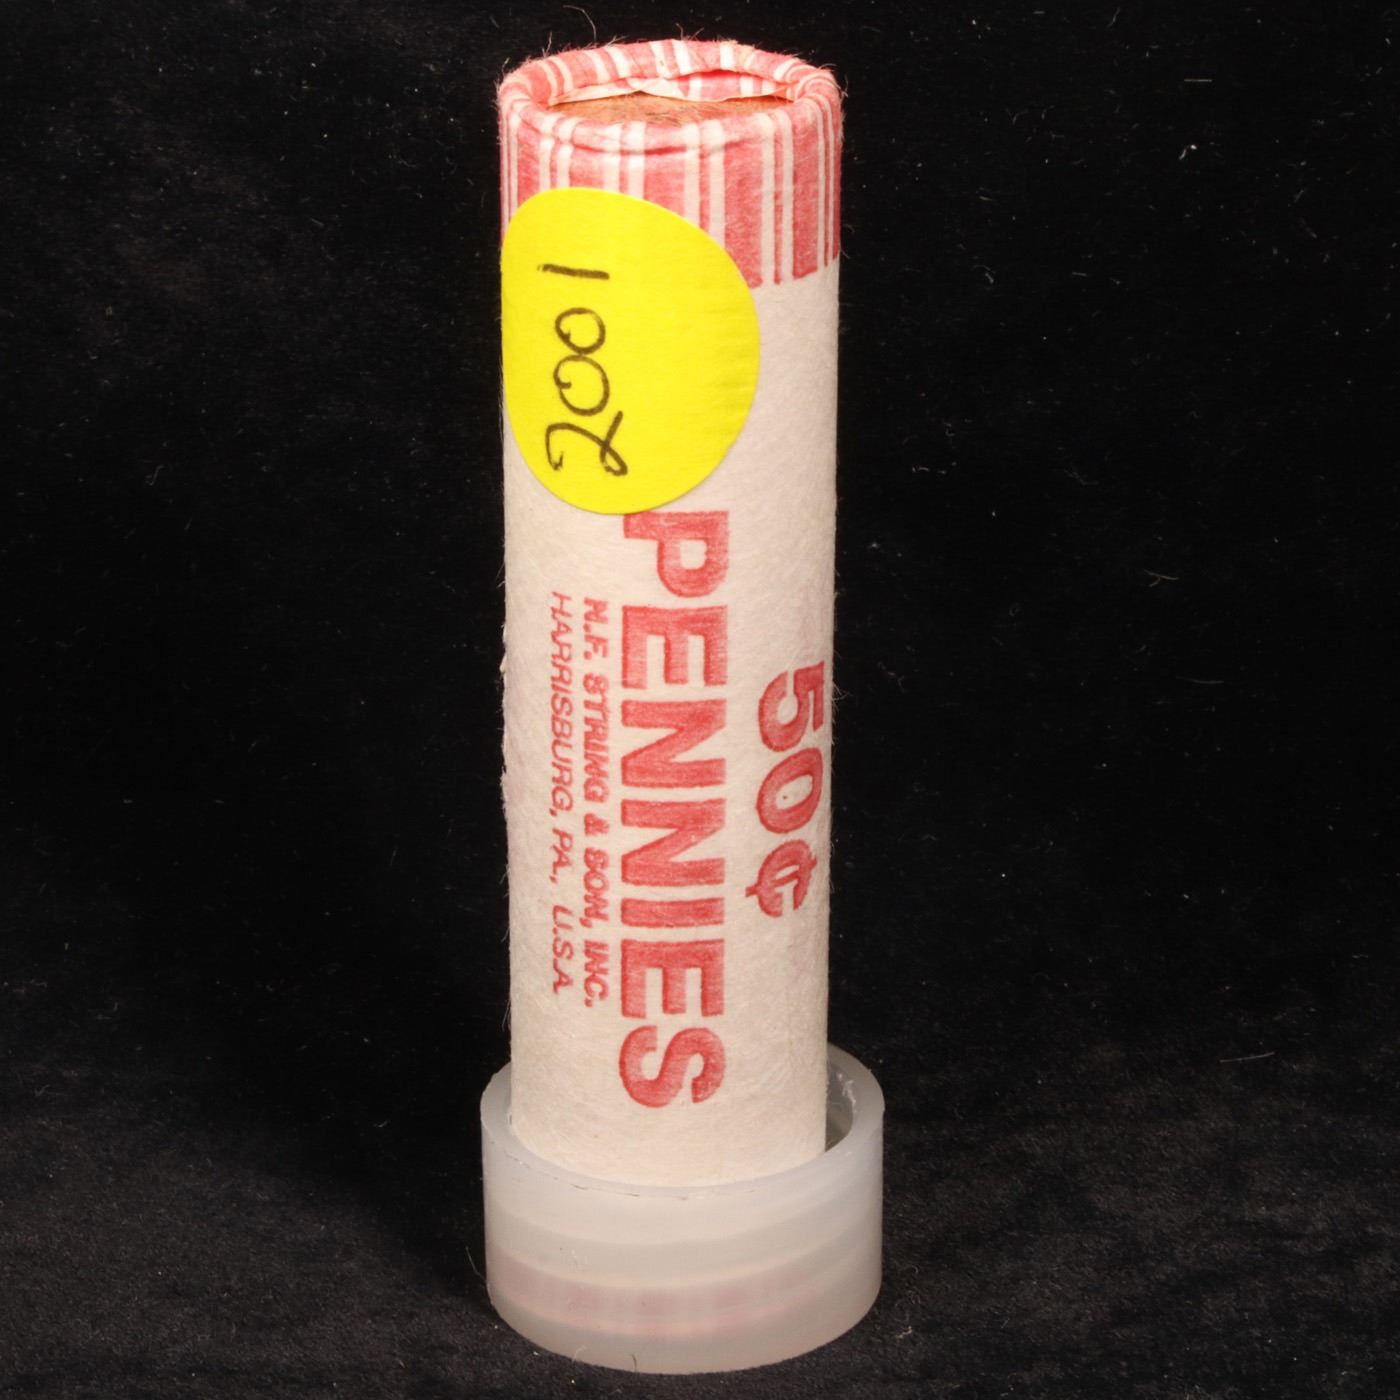 2001
50¢
PENNIES
N.F. STRING & SON, INC.
HARRISBURG, PA., U.S.A